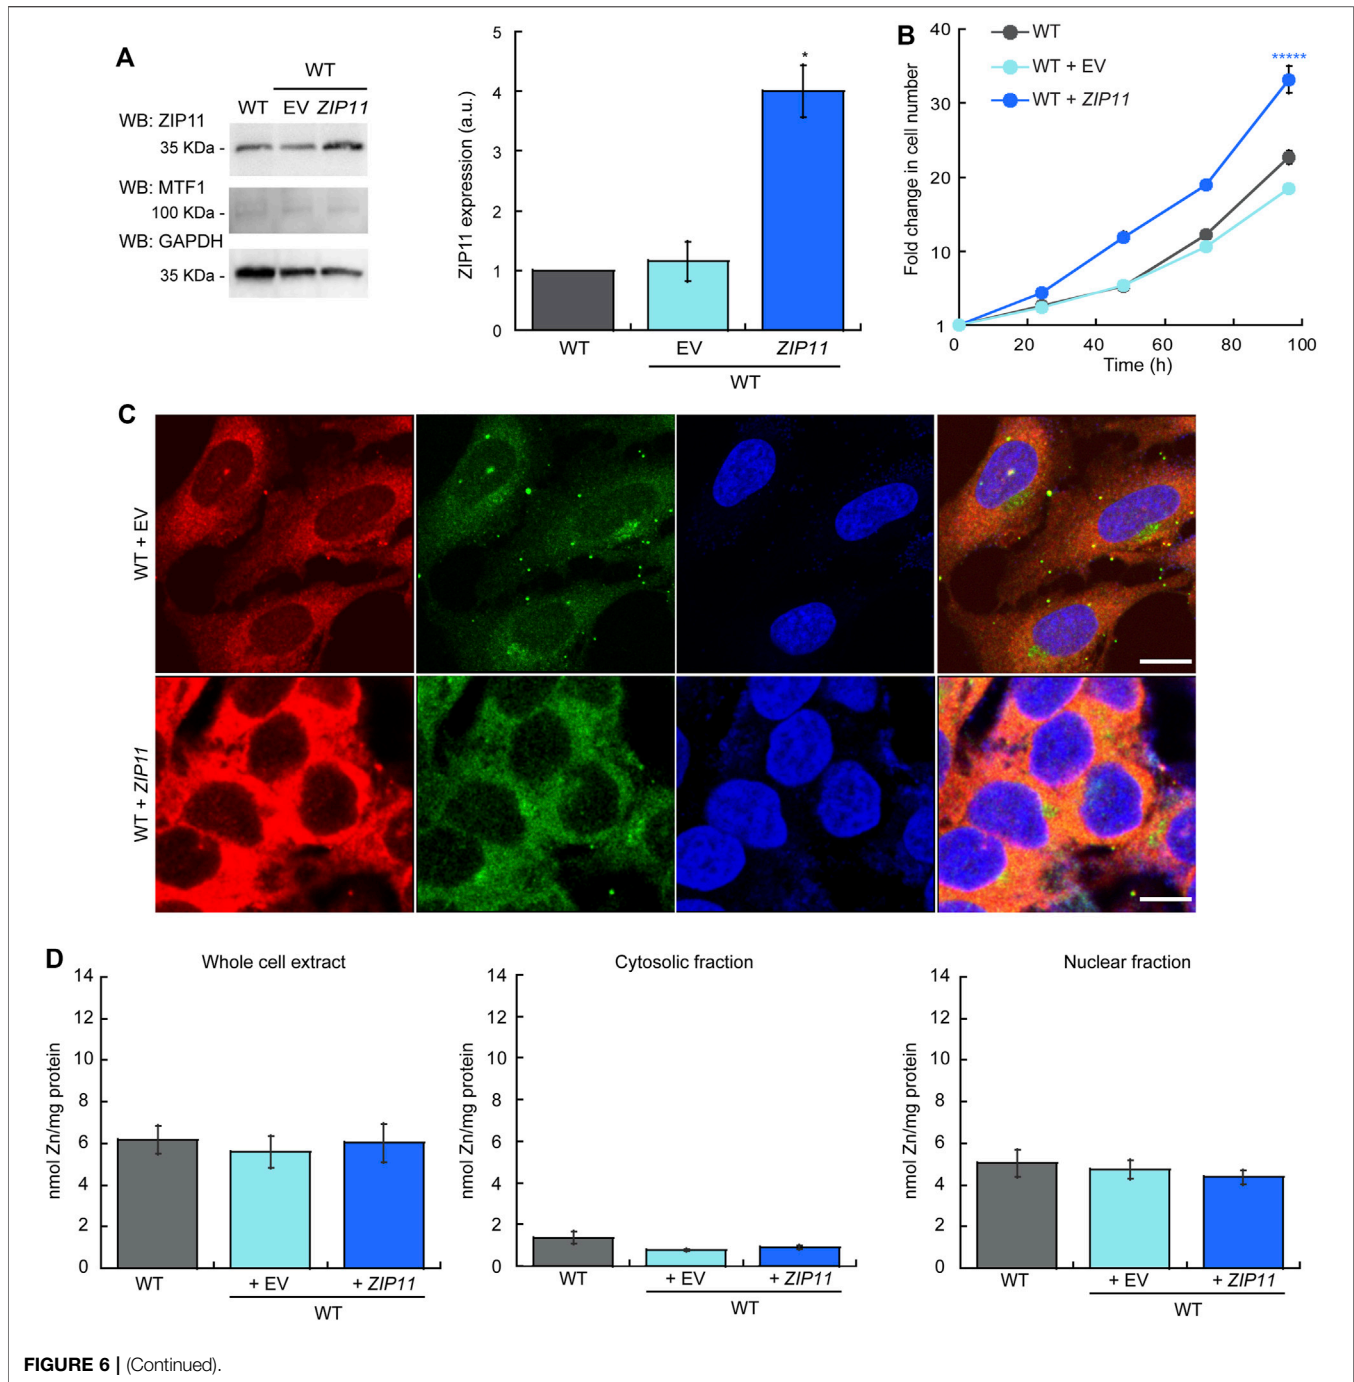 A
WT
WT EV ZIP11
WB: ZIP11
35 KDa -
WB: MTF1
100 KDa -
WB: GAPDH
35 KDa -
ZIP11 expression (a.u.)
5
4
3
2
1
0
*
WT EV ZIP11
WT
B
Fold change in cell number
40
30
20
10
1
WT
WT + EV
WT + ZIP11
*****
0 20 40 60 80 100
Time (h)
C
WT + EV
WT + ZIP11
D
Whole cell extract
nmol Zn/mg protein
14
12
10
8
6
4
2
0
WT + EV + ZIP11
WT
Cytosolic fraction
nmol Zn/mg protein
14
12
10
8
6
4
2
0
WT + EV + ZIP11
WT
Nuclear fraction
nmol Zn/mg protein
14
12
10
8
6
4
2
0
WT + EV + ZIP11
WT
FIGURE 6 | (Continued).